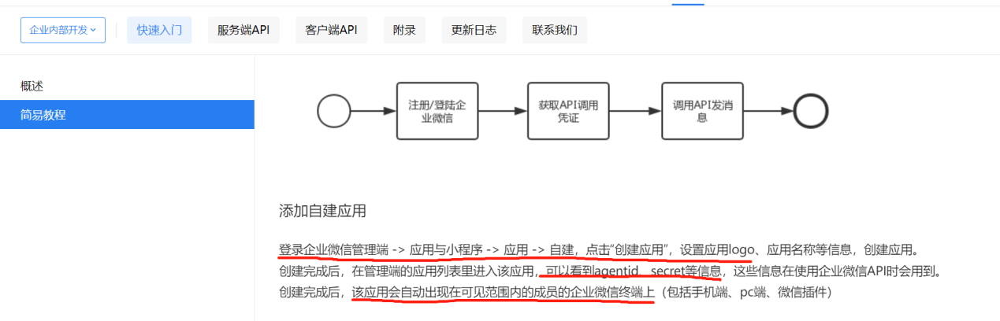 企业内部开发 快速入门 服务端API 客户端API 附录 更新日志 联系我们
概述
简易教程
注册/登陆企
业微信
获取API调用
凭证
调用API发消
息
添加自建应用
登录企业微信管理端 -> 应用与小程序 -> 应用 -> 自建，点击“创建应用”，设置应用logo、应用名称等信息，创建应用。
创建完成后，在管理端的应用列表里进入该应用，可以看到agentid、secret等信息，这些信息在使用企业微信API时会用到。
创建完成后，该应用会自动出现在可见范围内的成员的企业微信终端上（包括手机端、pc端、微信插件）